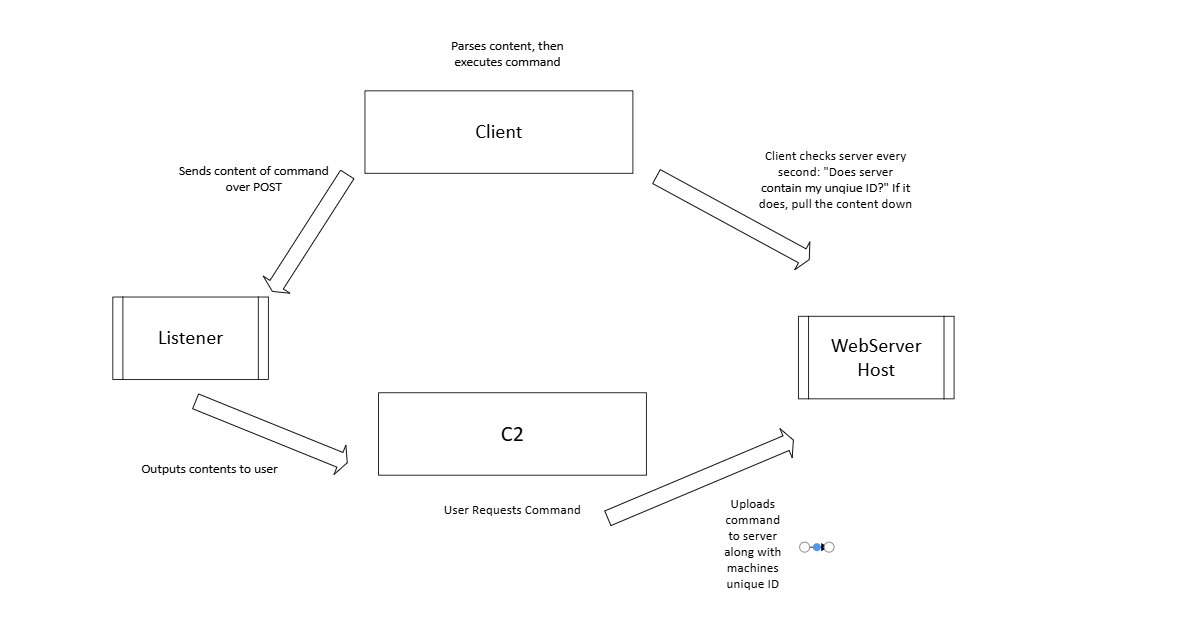 Parses content, then
executes command
Client
Sends content of command
over POST
Client checks server every
second: "Does server
contain my unqiue ID?" If it
does, pull the content down
Listener
WebServer
Host
C2
Outputs contents to user
User Requests Command
Uploads
command
to server
along with
machines
unique ID